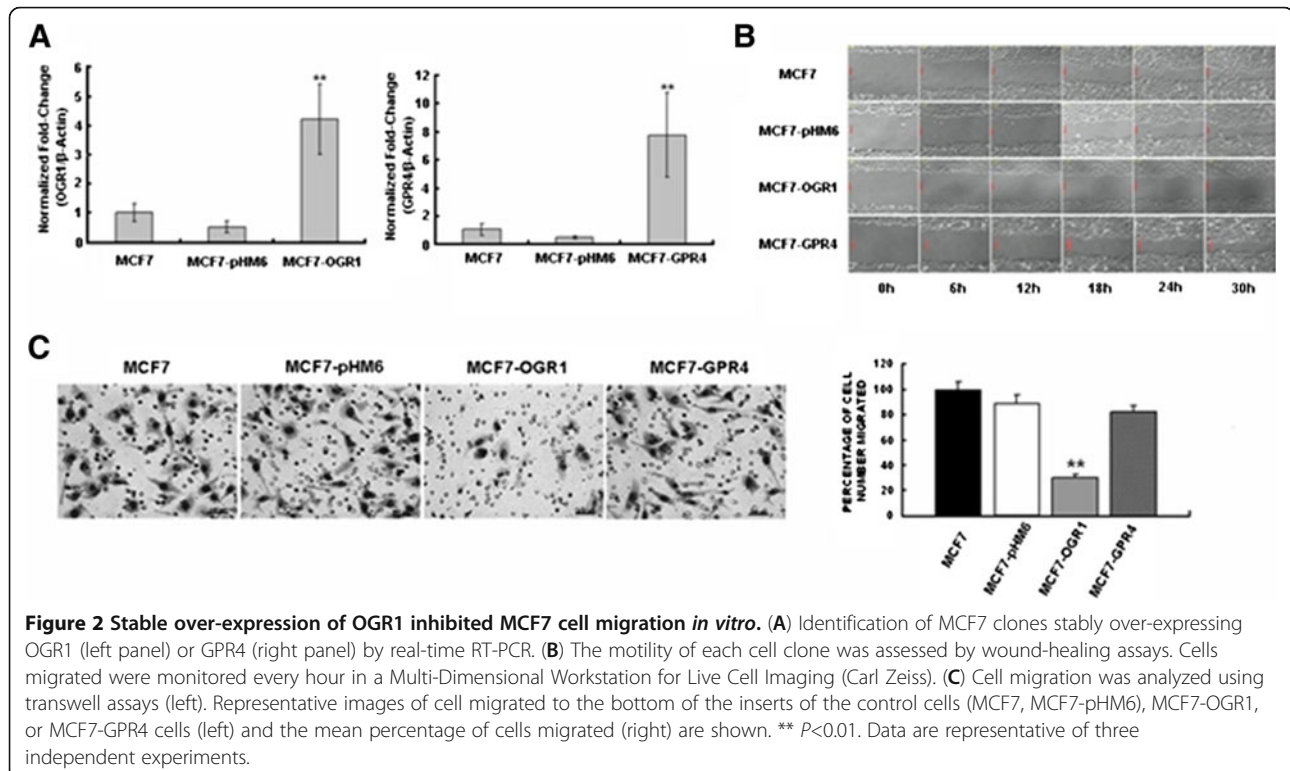 A
Normalized Fold-Change
(OGR1/β-Actin)
6
5
4
3
2
1
0
**
MCF7
MCF7-pHM6
MCF7-OGR1
Normalized Fold-Change
(GPR4/β-Actin)
12
10
8
6
4
2
0
**
MCF7
MCF7-pHM6
MCF7-GPR4
B
MCF7
MCF7-pHM6
MCF7-OGR1
MCF7-GPR4
0h
6h
12h
18h
24h
30h
C
MCF7
MCF7-pHM6
MCF7-OGR1
MCF7-GPR4
PERCENTAGE OF CELL
NUMBER MIGRATED
120
100
80
60
40
20
0
**
MCF7
MCF7-pHM6
MCF7-OGR1
MCF7-GPR4
Figure 2 Stable over-expression of OGR1 inhibited MCF7 cell migration in vitro. (A) Identification of MCF7 clones stably over-expressing
OGR1 (left panel) or GPR4 (right panel) by real-time RT-PCR. (B) The motility of each cell clone was assessed by wound-healing assays. Cells
migrated were monitored every hour in a Multi-Dimensional Workstation for Live Cell Imaging (Carl Zeiss). (C) Cell migration was analyzed using
transwell assays (left). Representative images of cell migrated to the bottom of the inserts of the control cells (MCF7, MCF7-pHM6), MCF7-OGR1,
or MCF7-GPR4 cells (left) and the mean percentage of cells migrated (right) are shown. ** P<0.01. Data are representative of three
independent experiments.